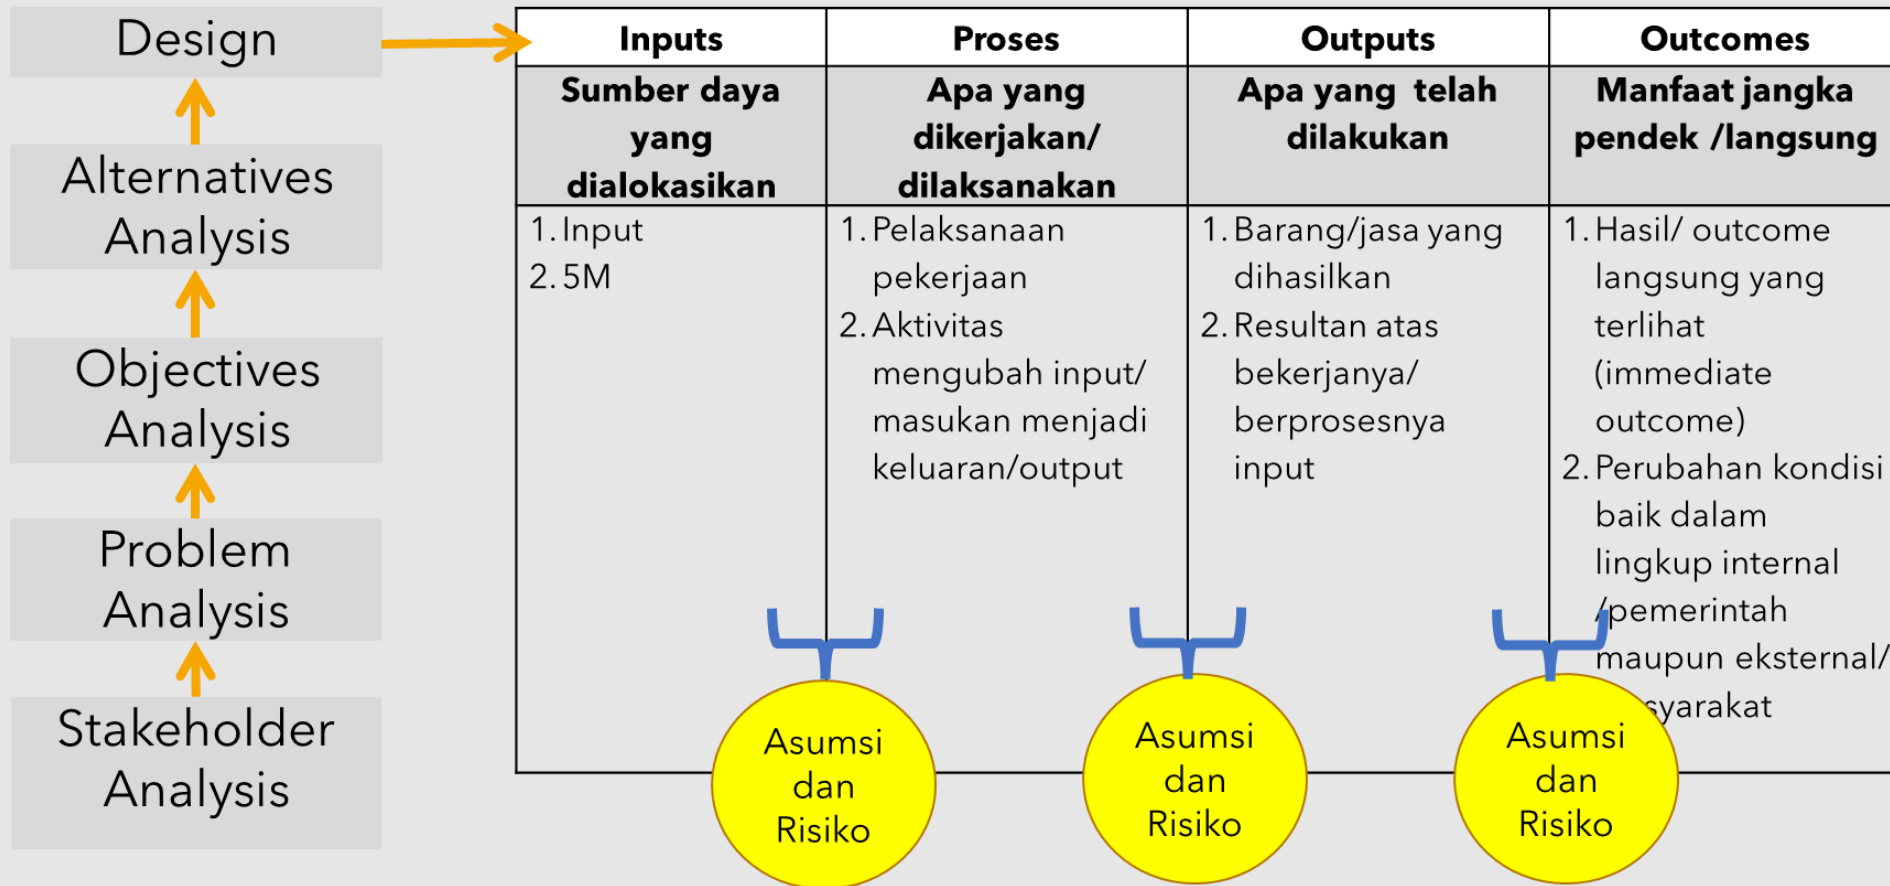 Design
Alternatives
Analysis
Objectives
Analysis
Problem
Analysis
Stakeholder
Analysis
Inputs
Sumber daya
yang
dialokasikan
1. Input
2. 5M
Proses
Apa yang
dikerjakan/
dilaksanakan
1. Pelaksanaan
pekerjaan
2. Aktivitas
mengubah input/
masukan menjadi
keluaran/output
Outputs
Apa yang telah
dilakukan
1. Barang/jasa yang
dihasilkan
2. Resultan atas
bekerjanya/
berprosesnya
input
Outcomes
Manfaat jangka
pendek /langsung
1. Hasil/ outcome
langsung yang
terlihat
(immediate
outcome)
2. Perubahan kondisi
baik dalam
lingkup internal
/pemerintah
maupun eksternal/
syarakat
Asumsi
dan
Risiko
Asumsi
dan
Risiko
Asumsi
dan
Risiko